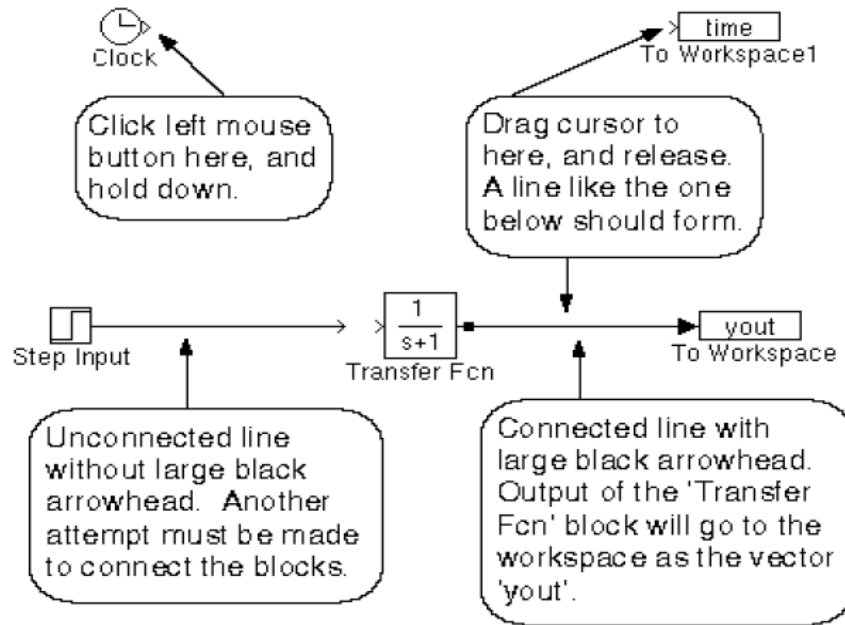 Clock
time
To Workspace1
Click left mouse
button here, and
hold down.
Drag cursor to
here, and release.
A line like the one
below should form.
Step Input
1
s+1
Transfer Fcn
yout
To Workspace
Unconnected line
without large black
arrowhead. Another
attempt must be made
to connect the blocks.
Connected line with
large black arrowhead.
Output of the 'Transfer
Fcn' block will go to the
workspace as the vector
'yout'.